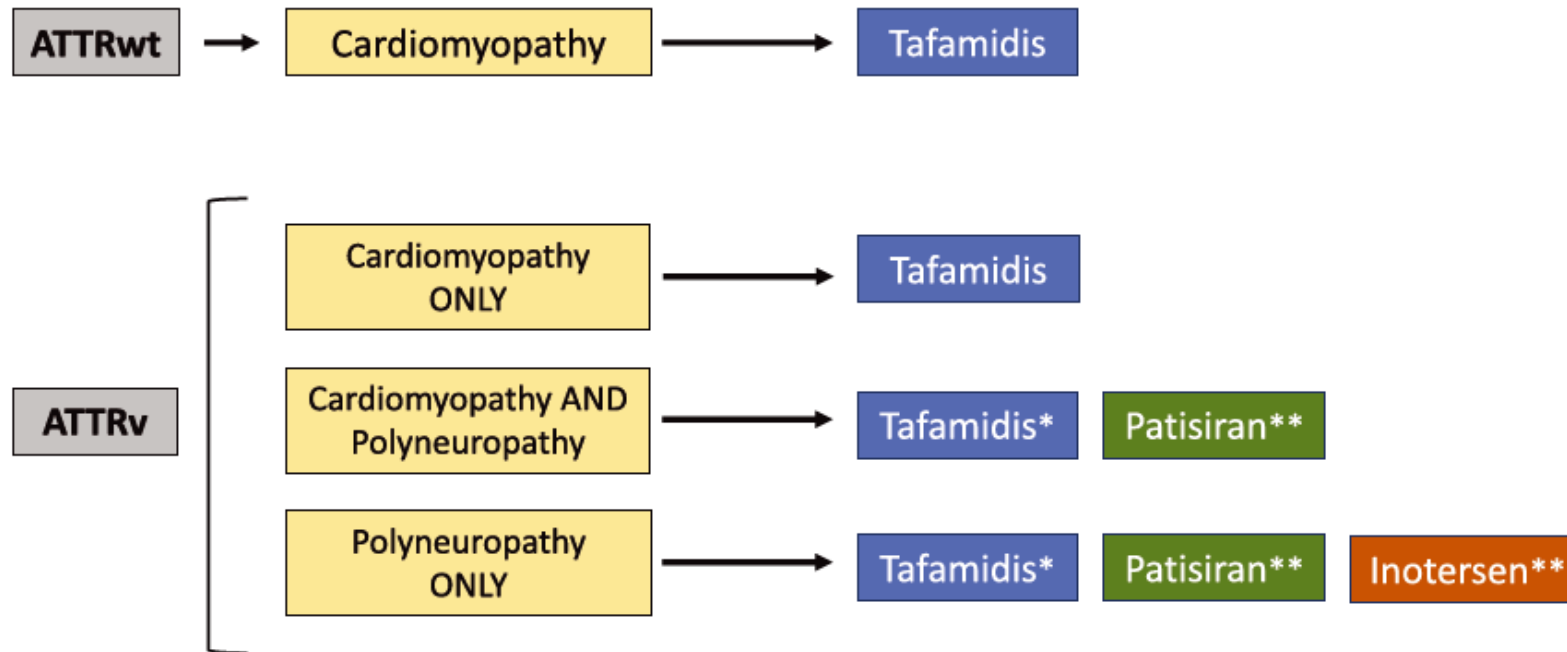 ATTRwt
Cardiomyopathy
Tafamidis
Cardiomyopathy
ONLY
Tafamidis
ATTRv
Cardiomyopathy AND
Polyneuropathy
Tafamidis*
Patisiran**
Polyneuropathy
ONLY
Tafamidis*
Patisiran**
Inotersen**